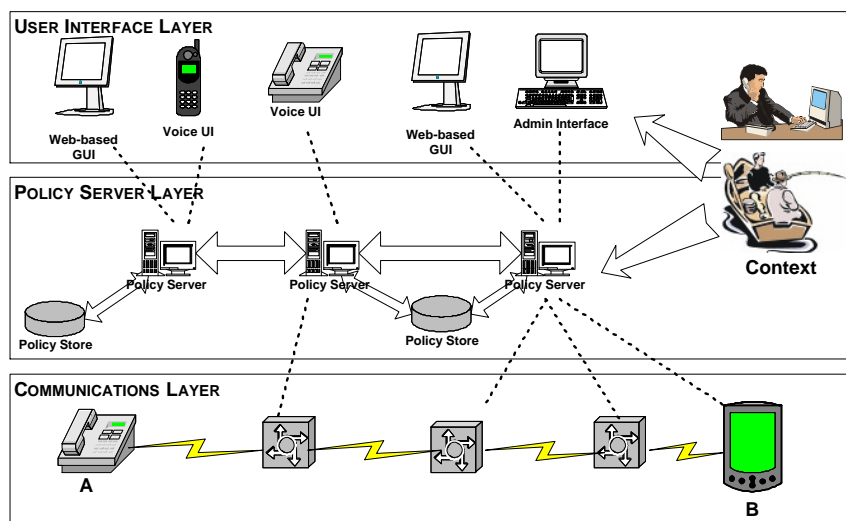 USER INTERFACE LAYER
Web-based
GUI
Voice UI
Voice UI
Web-based
GUI
Admin Interface
POLICY SERVER LAYER
Policy Server
Policy Server
Policy Server
Context
Policy Store
Policy Store
COMMUNICATIONS LAYER
A
B